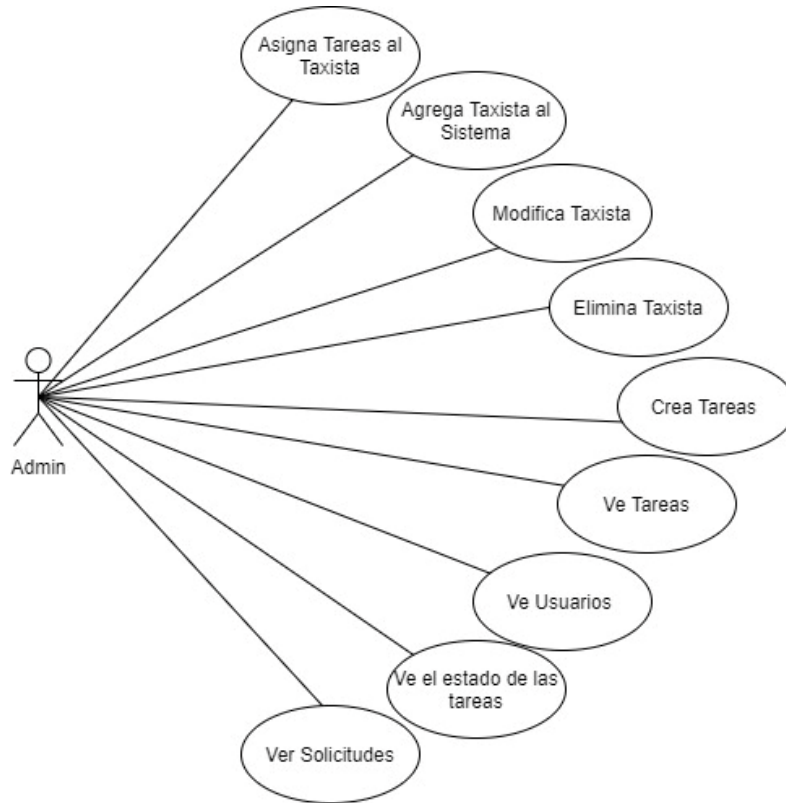 Asigna Tareas al
Taxista
Agrega Taxista al
Sistema
Modifica Taxista
Elimina Taxista
Crea Tareas
Admin
Ve Tareas
Ve Usuarios
Ve el estado de las
tareas
Ver Solicitudes